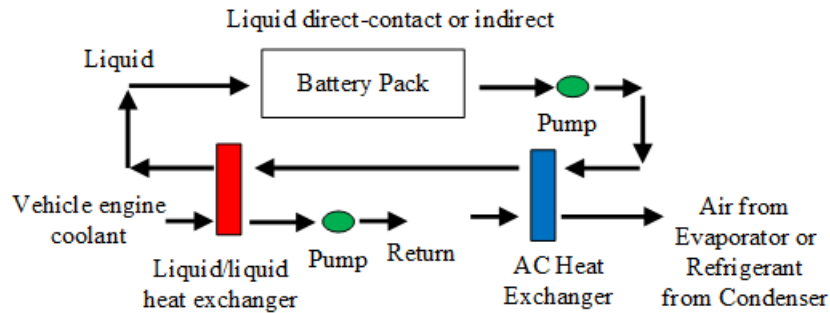 Liquid direct-contact or indirect
Liquid
Battery Pack
Pump
Vehicle engine
coolant
Liquid/liquid
heat exchanger
Pump
Return
AC Heat
Exchanger
Air from
Evaporator or
Refrigerant
from Condenser